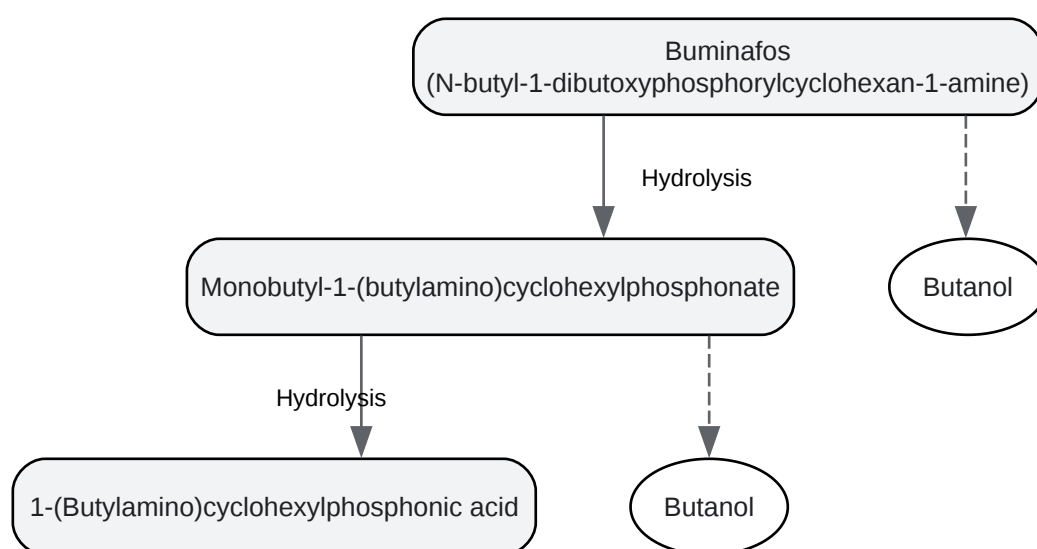 Buminafos
(N-butyl-1-dibutoxyphosphorylcyclohexan-1-amine)
Hydrolysis
Monobutyl-1-(butylamino)cyclohexylphosphonate
Butanol
Hydrolysis
1-(Butylamino)cyclohexylphosphonic acid
Butanol